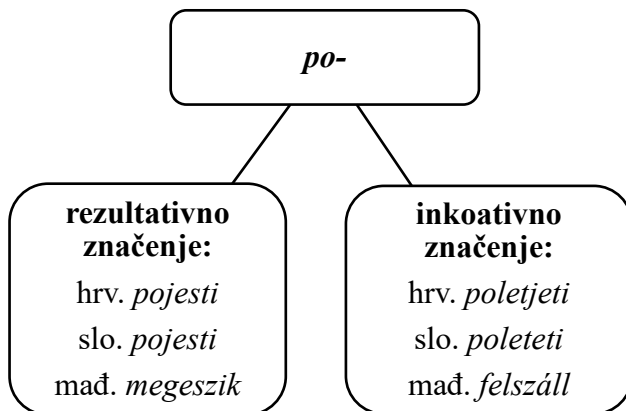 po-
rezultativno
značenje:
hrv. pojesti
slo. pojesti
mađ. megeszik
inkoativno
značenje:
hrv. poletjeti
slo. poleteti
mađ. felszáll